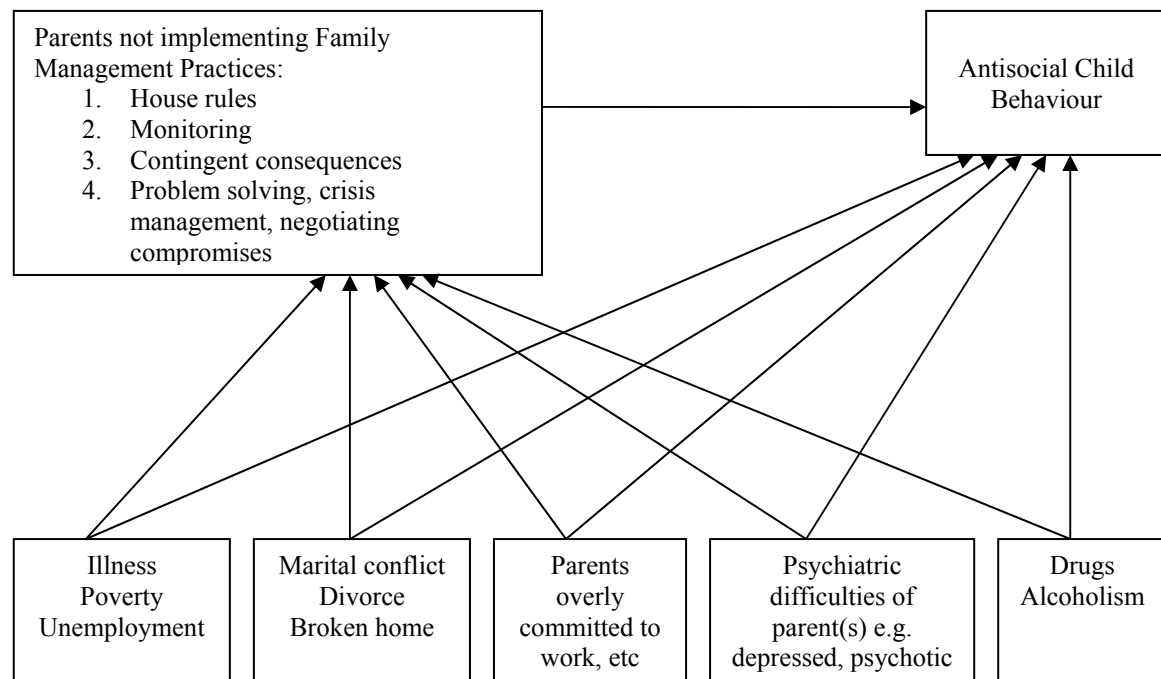 Parents not implementing Family
Management Practices:
1. House rules
2. Monitoring
3. Contingent consequences
4. Problem solving, crisis
management, negotiating
compromises
Antisocial Child
Behaviour
Illness
Poverty
Unemployment
Marital conflict
Divorce
Broken home
Parents
overly
committed to
work, etc
Psychiatric
difficulties of
parent(s) e.g.
depressed, psychotic
Drugs
Alcoholism